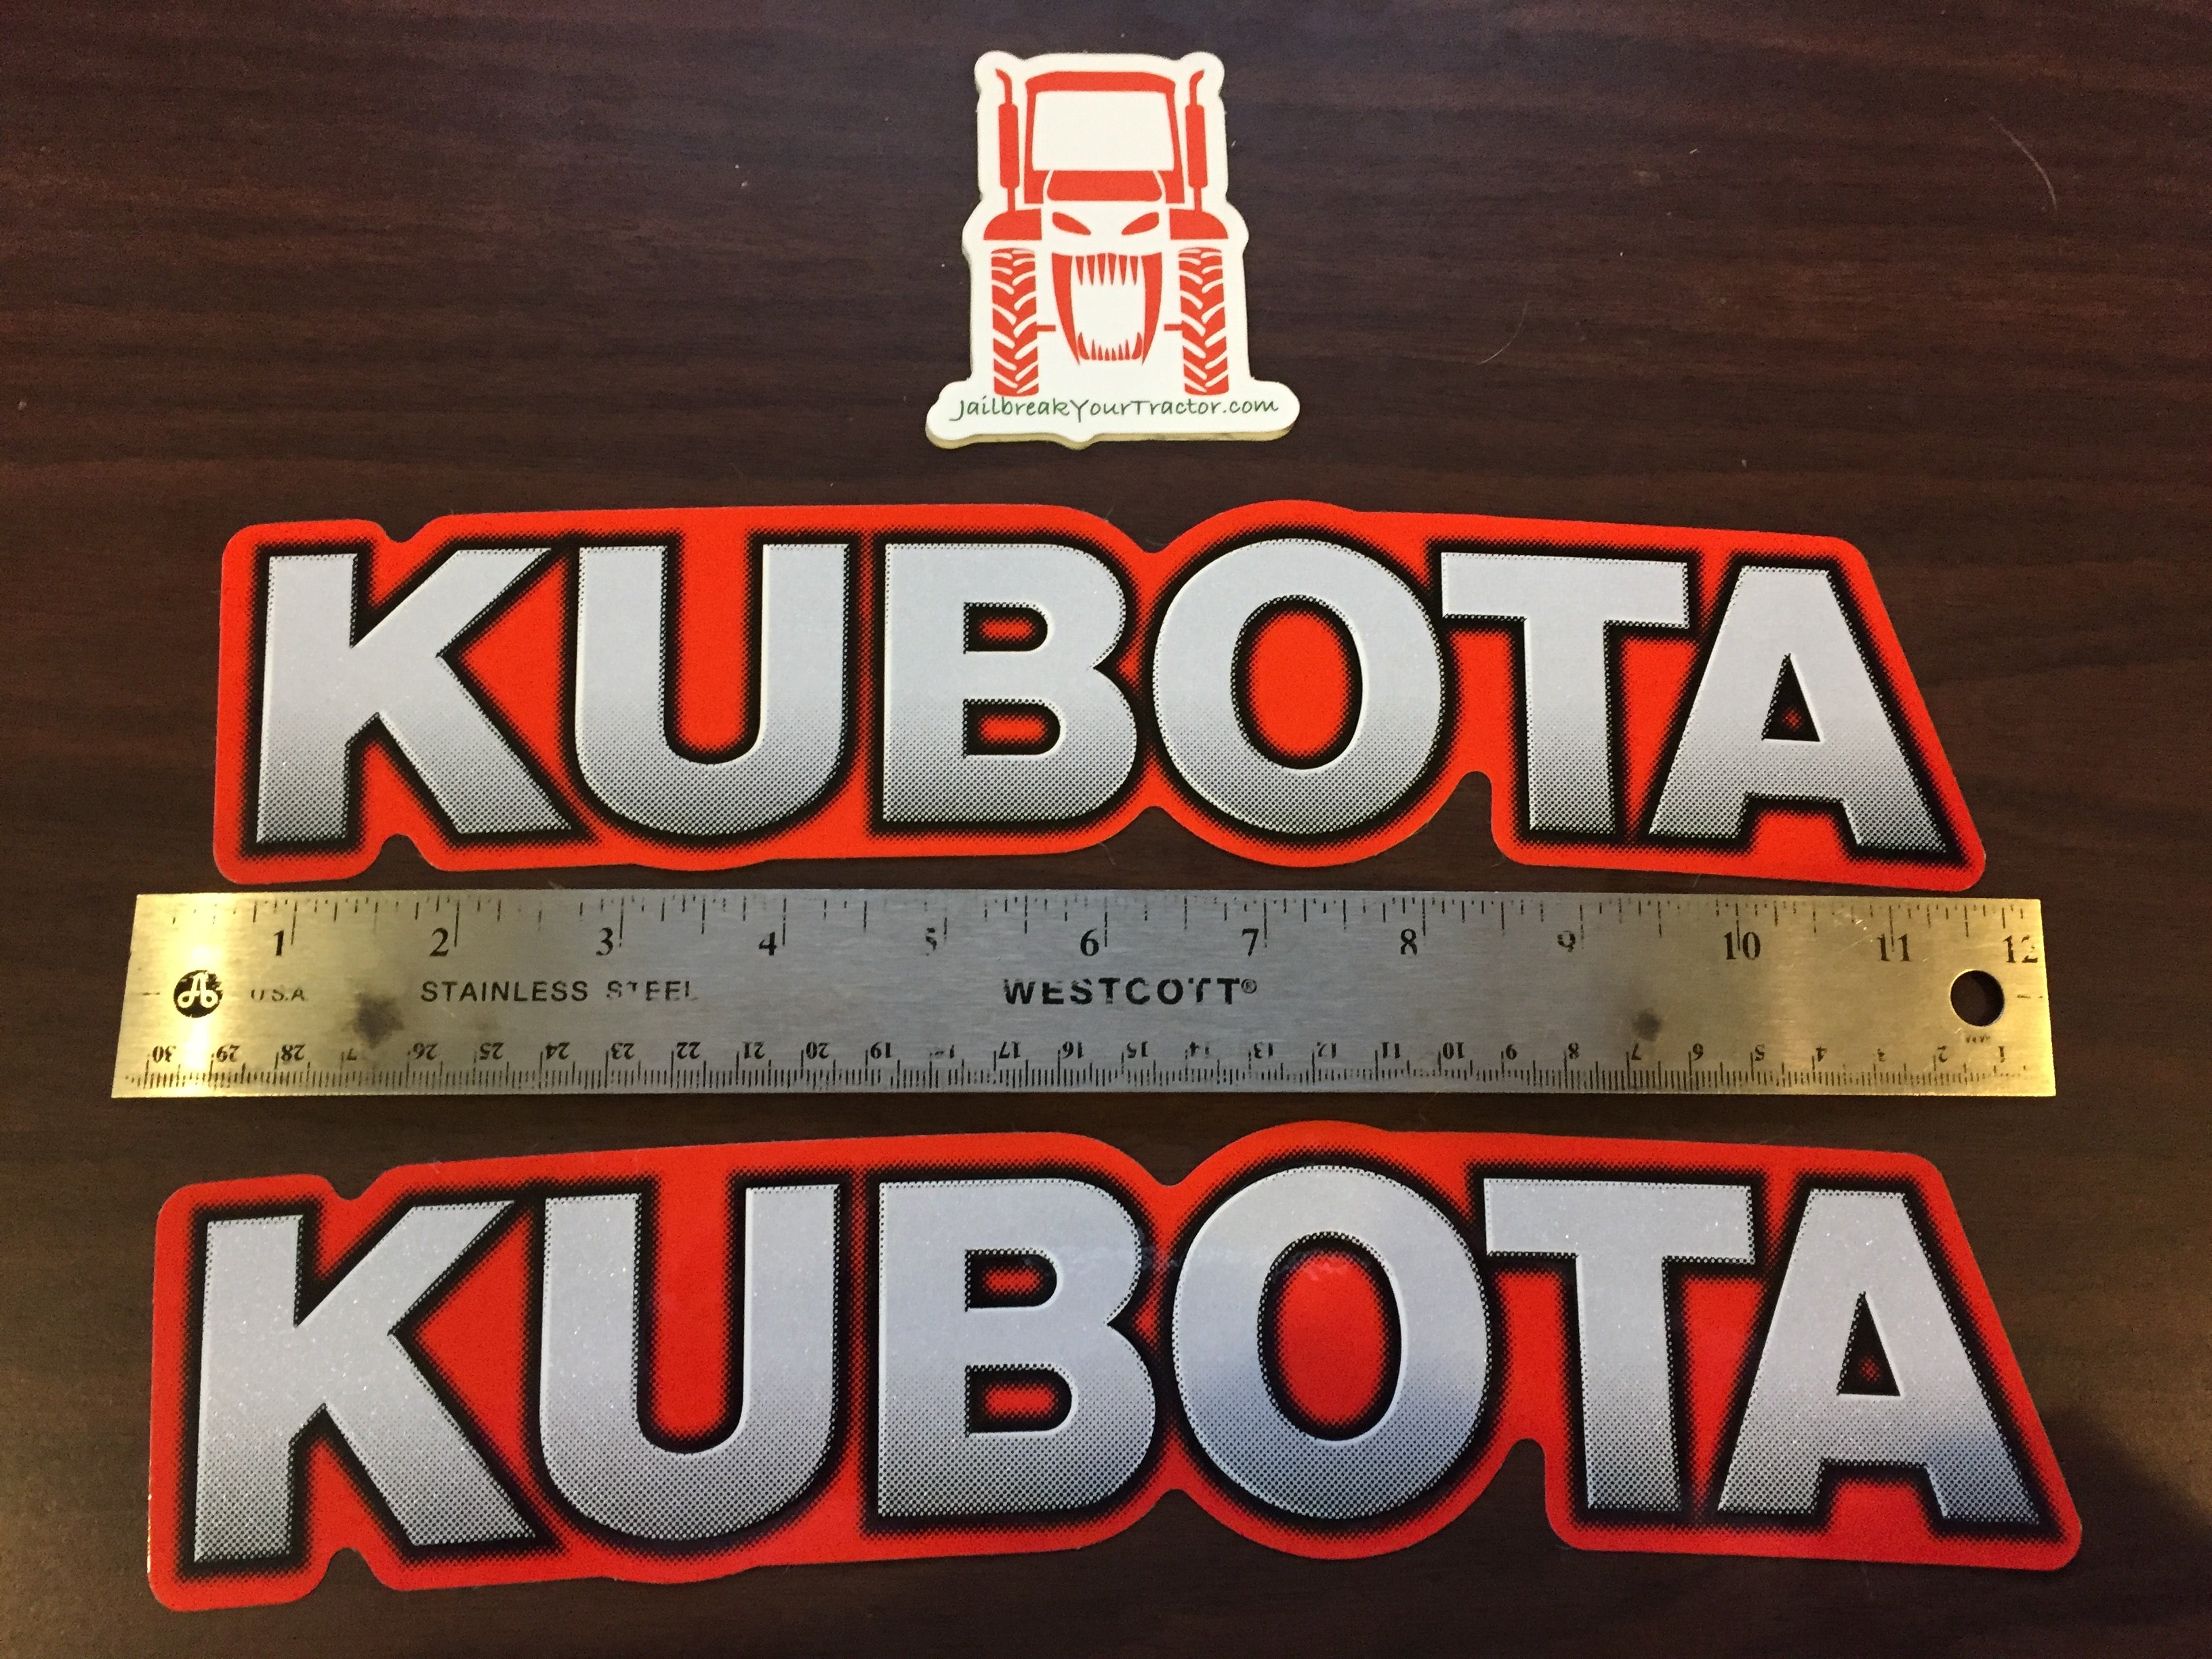 JailbreakYourTractor.com
KUBOTA
1 2 3 4 5 6 7 8 9 10 11 12
U.S.A STAINLESS STEEL WESTCOTT®
30 29 28 27 26 25 24 23 22 21 20 19 17 16 15 14 13 12 11 10 9 8 7 6 5 4 3 2 1
KUBOTA